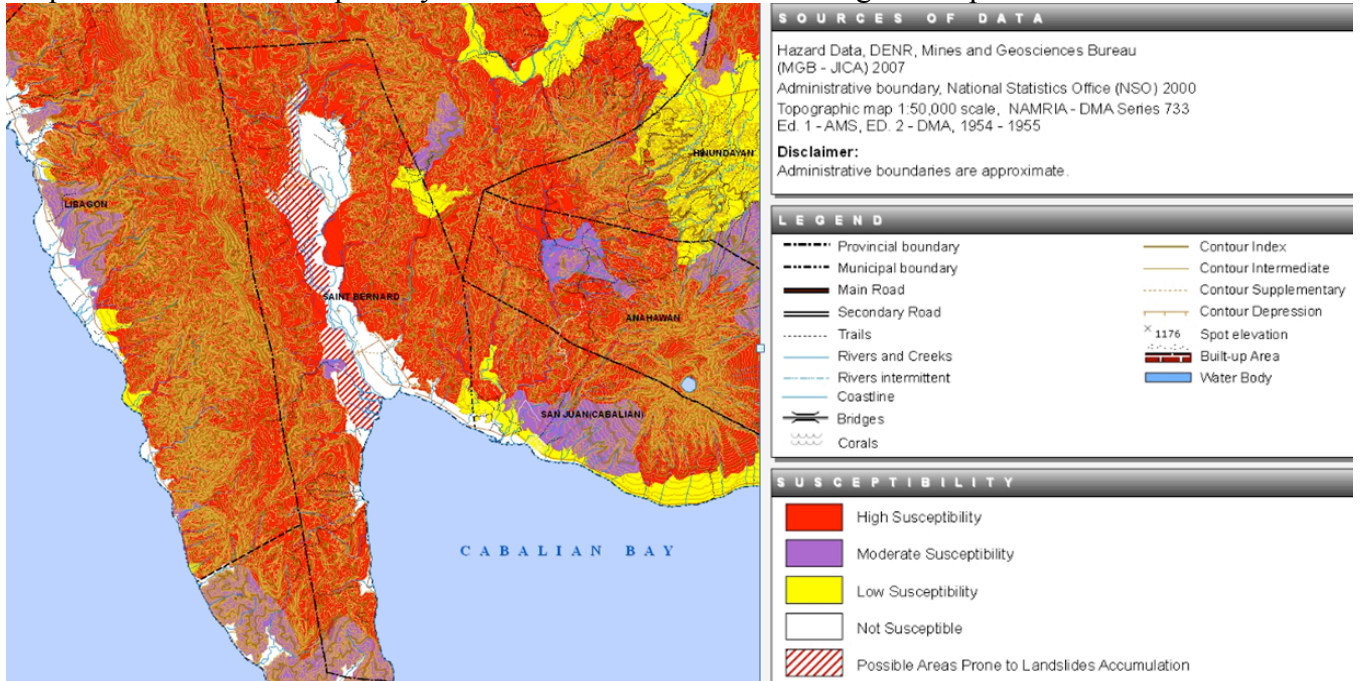 SOURCES OF DATA
Hazard Data, DENR, Mines and Geosciences Bureau
(MGB - JICA) 2007
Administrative boundary, National Statistics Office (NSO) 2000
Topographic map 1:50,000 scale, NAMRIA - DMA Series 733
Ed. 1 - AMS, ED. 2 - DMA, 1954 - 1955
Disclaimer:
Administrative boundaries are approximate.
HINUNDAYAN
LIBAGON
SAINT BERNARD
ANAHAWAN
SAN JUAN(CABALIAN)
CABALIAN BAY
LEGEND
Provincial boundary
Municipal boundary
Main Road
Secondary Road
Trails
Rivers and Creeks
Rivers intermittent
Coastline
Bridges
Corals
Contour Index
Contour Intermediate
Contour Supplementary
Contour Depression
1176 Spot elevation
Built-up Area
Water Body
SUSCEPTIBILITY
High Susceptibility
Moderate Susceptibility
Low Susceptibility
Not Susceptible
Possible Areas Prone to Landslides Accumulation